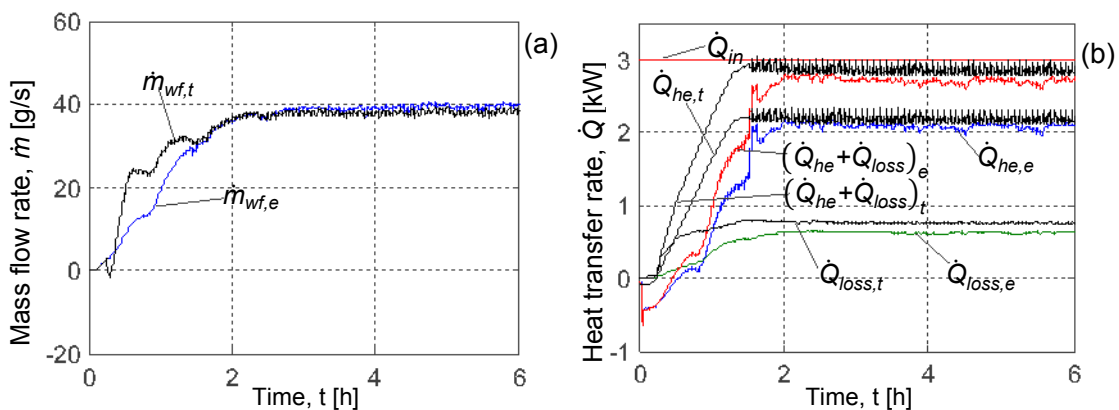 (a)
60
40
20
0
-20
Mass flow rate, ṁ [g/s]
ṁwf,t
ṁwf,e
0 2 4 6
Time, t [h]
(b)
3
2
1
0
-1
Heat transfer rate, Q̇ [kW]
Q̇in
Q̇he,t
(Q̇he+Q̇loss)e
Q̇he,e
(Q̇he+Q̇loss)t
Q̇loss,t
Q̇loss,e
0 2 4 6
Time, t [h]